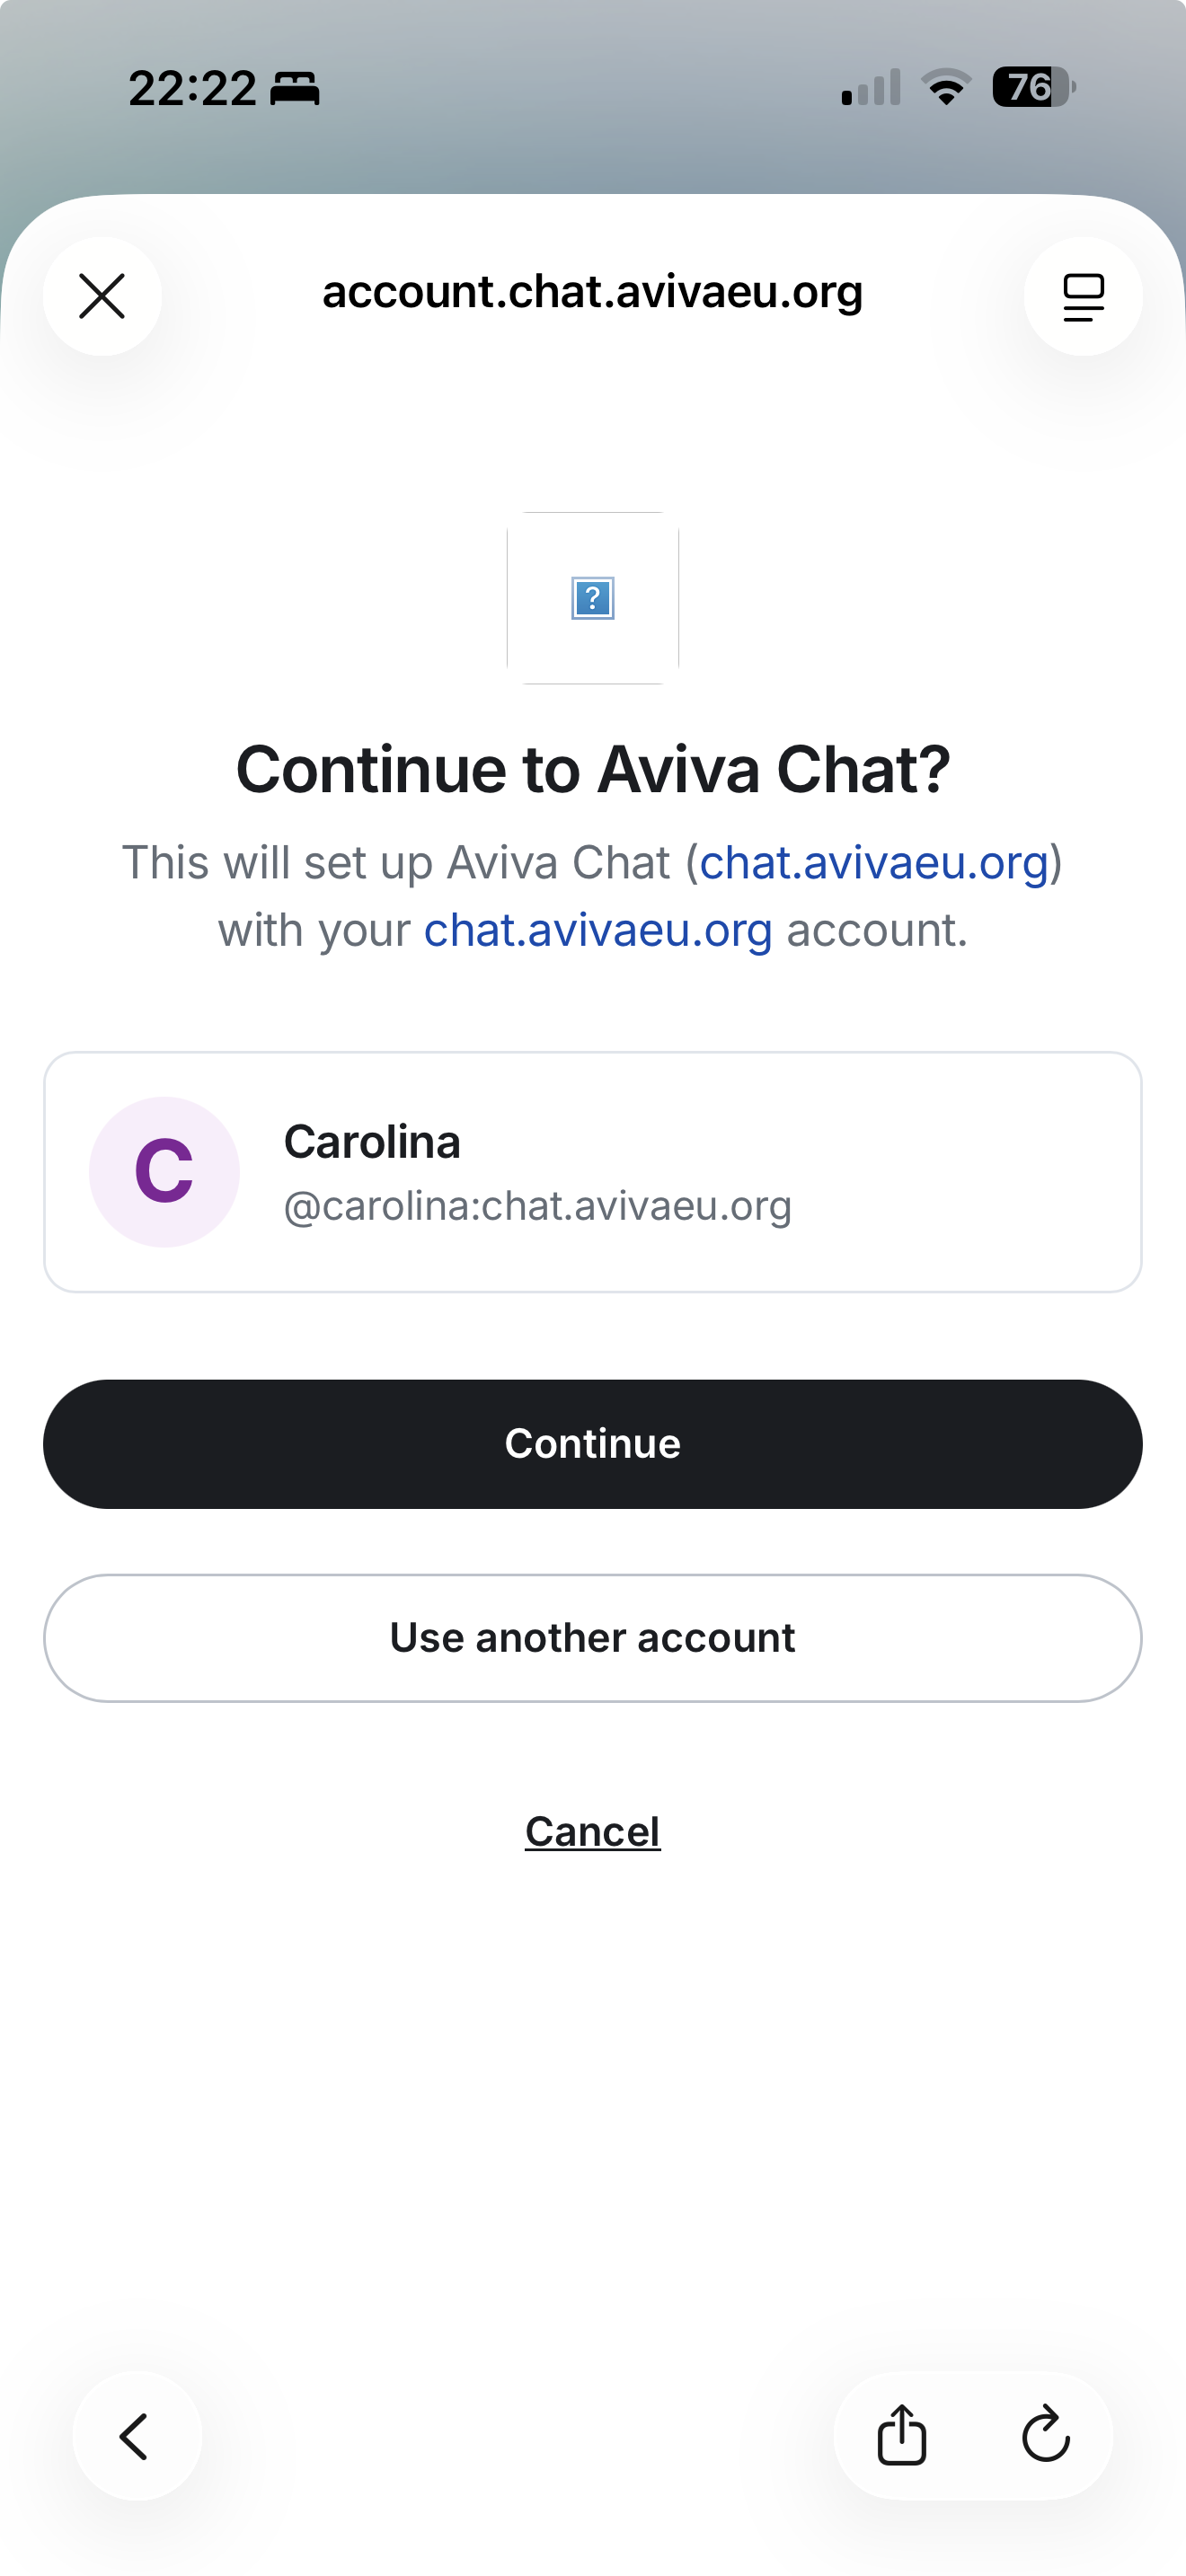 22:22
76
account.chat.avivaeu.org
?
Continue to Aviva Chat?
This will set up Aviva Chat (chat.avivaeu.org)
with your chat.avivaeu.org account.
C
Carolina
@carolina:chat.avivaeu.org
Continue
Use another account
Cancel